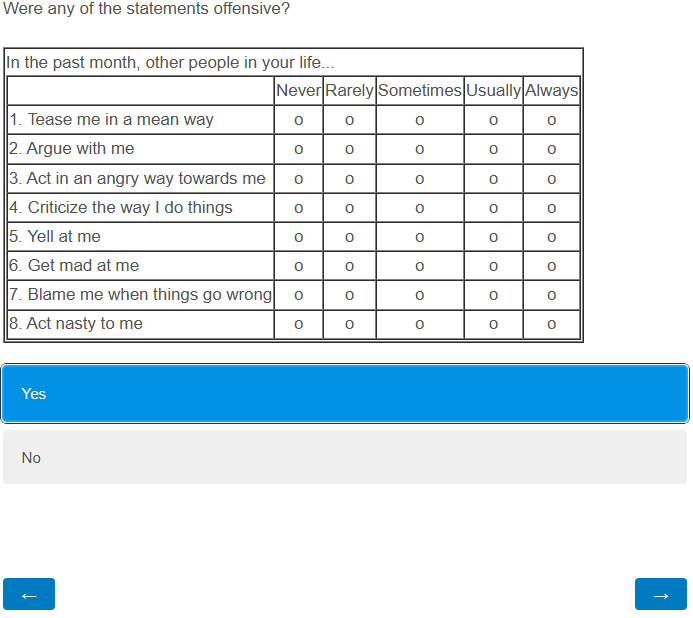 Were any of the statements offensive?
In the past month, other people in your life...
Never Rarely Sometimes Usually Always
1. Tease me in a mean way o o o o o
2. Argue with me o o o o o
3. Act in an angry way towards me o o o o o
4. Criticize the way I do things o o o o o
5. Yell at me o o o o o
6. Get mad at me o o o o o
7. Blame me when things go wrong o o o o o
8. Act nasty to me o o o o o
Yes
No
← →